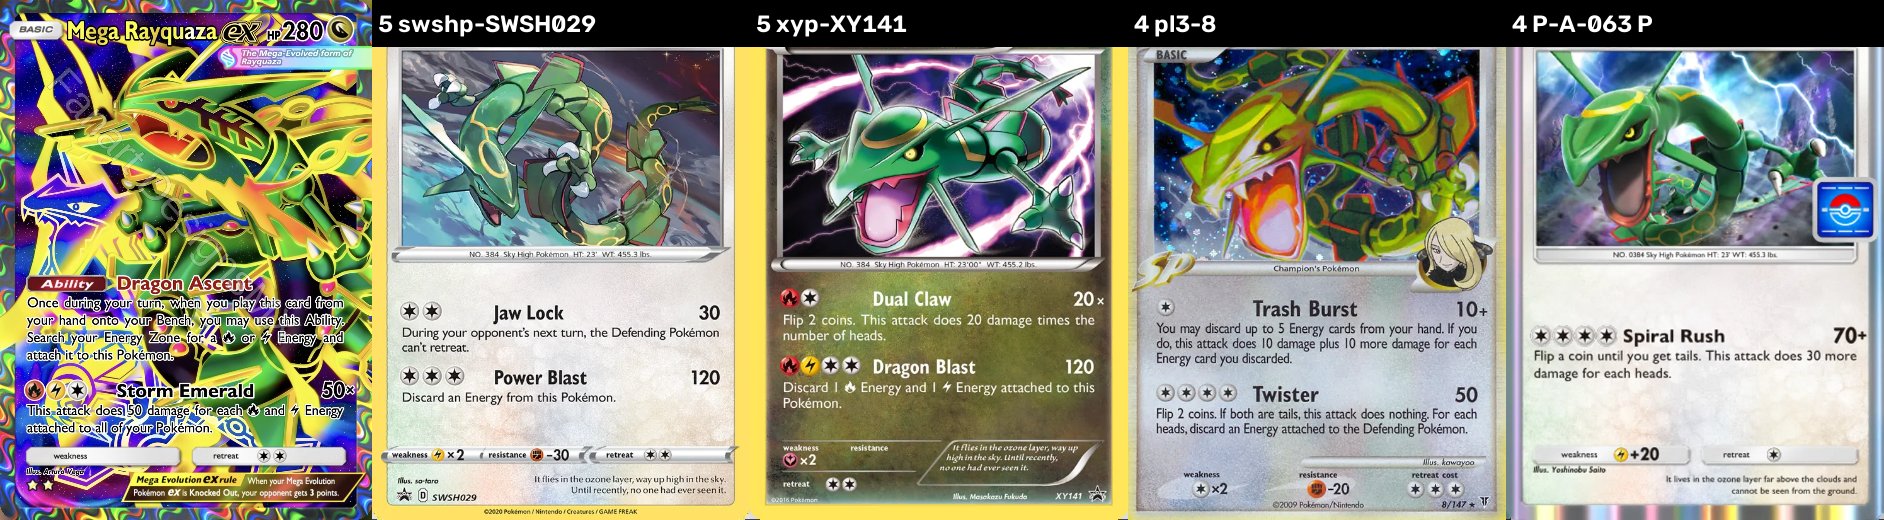 BASIC Mega Rayquaza ex HP 280
The Mega-Evolved form of
Rayquaza
Ability Dragon Ascent
Once during your turn, when you play this card from
your hand onto your Bench, you may use this Ability.
Search your Energy Zone for a or Energy and
attach it to this Pokémon.
Storm Emerald 50×
This attack does 50 damage for each and Energy
attached to all of your Pokémon.
weakness retreat
Mega Evolution ex rule When your Mega Evolution
Pokémon ex is Knocked Out, your opponent gets 3 points.
5 swshp-SWSH029
NO. 384 Sky High Pokémon HT: 23' WT: 455.3 lbs.
Jaw Lock 30
During your opponent's next turn, the Defending Pokémon
can't retreat.
Power Blast 120
Discard an Energy from this Pokémon.
weakness ×2 resistance -30 retreat
Illus. sa-taro
It flies in the ozone layer, way up high in the sky.
Until recently, no one had ever seen it.
D SWSH029
©2020 Pokémon / Nintendo / Creatures / GAME FREAK
5 xyp-XY141
NO. 384 Sky High Pokémon HT: 23'00" WT: 455.2 lbs.
Dual Claw 20×
Flip 2 coins. This attack does 20 damage times the
number of heads.
Dragon Blast 120
Discard 1 Energy and 1 Energy attached to this
Pokémon.
weakness resistance
×2
retreat
It flies in the ozone layer, way up
high in the sky. Until recently,
no one had ever seen it.
©2016 Pokémon Illus. Masakazu Fukuda XY141
4 pl3-8
BASIC
SP
Champion's Pokémon
Trash Burst 10+
You may discard up to 5 Energy cards from your hand. If you
do, this attack does 10 damage plus 10 more damage for each
Energy card you discarded.
Twister 50
Flip 2 coins. If both are tails, this attack does nothing. For each
heads, discard an Energy attached to the Defending Pokémon.
Illus. kawayoo
weakness resistance retreat cost
×2 -20
©2009 Pokémon/Nintendo 8/147
4 P-A-063 P
NO. 0384 Sky High Pokémon HT: 23' WT: 455.3 lbs.
Spiral Rush 70+
Flip a coin until you get tails. This attack does 30 more
damage for each heads.
weakness +20 retreat
Illus. Yoshinobu Saito
It lives in the ozone layer far above the clouds and
cannot be seen from the ground.